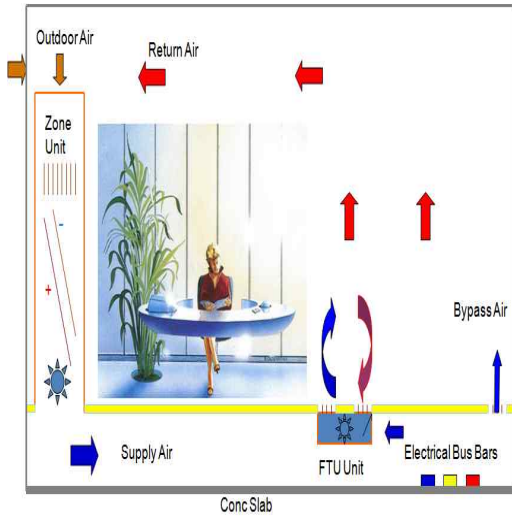 Outdoor Air
Return Air
Zone
Unit
-
+
Bypass Air
Supply Air
FTU Unit
Electrical Bus Bars
Conc Slab